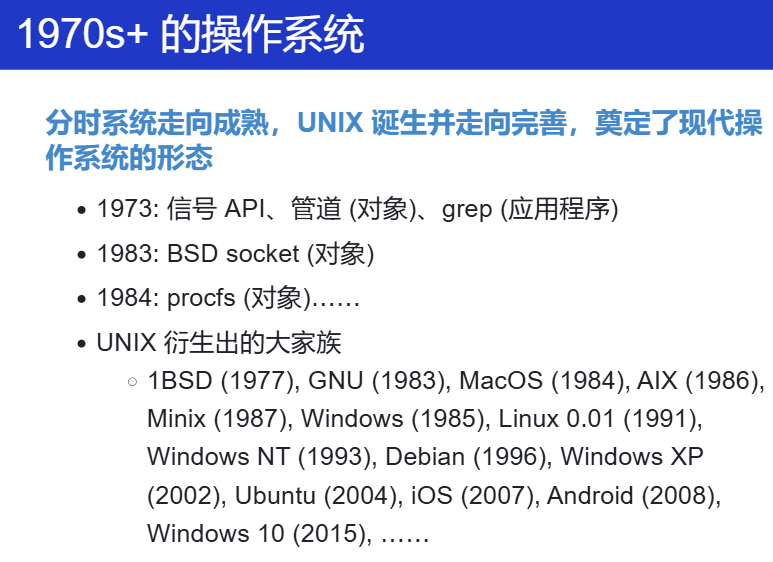 1970s+ 的操作系统
分时系统走向成熟，UNIX 诞生并走向完善，奠定了现代操
作系统的形态
• 1973: 信号 API、管道 (对象)、grep (应用程序)
• 1983: BSD socket (对象)
• 1984: procfs (对象)……
• UNIX 衍生出的大家族
○ 1BSD (1977), GNU (1983), MacOS (1984), AIX (1986),
Minix (1987), Windows (1985), Linux 0.01 (1991),
Windows NT (1993), Debian (1996), Windows XP
(2002), Ubuntu (2004), iOS (2007), Android (2008),
Windows 10 (2015), ……